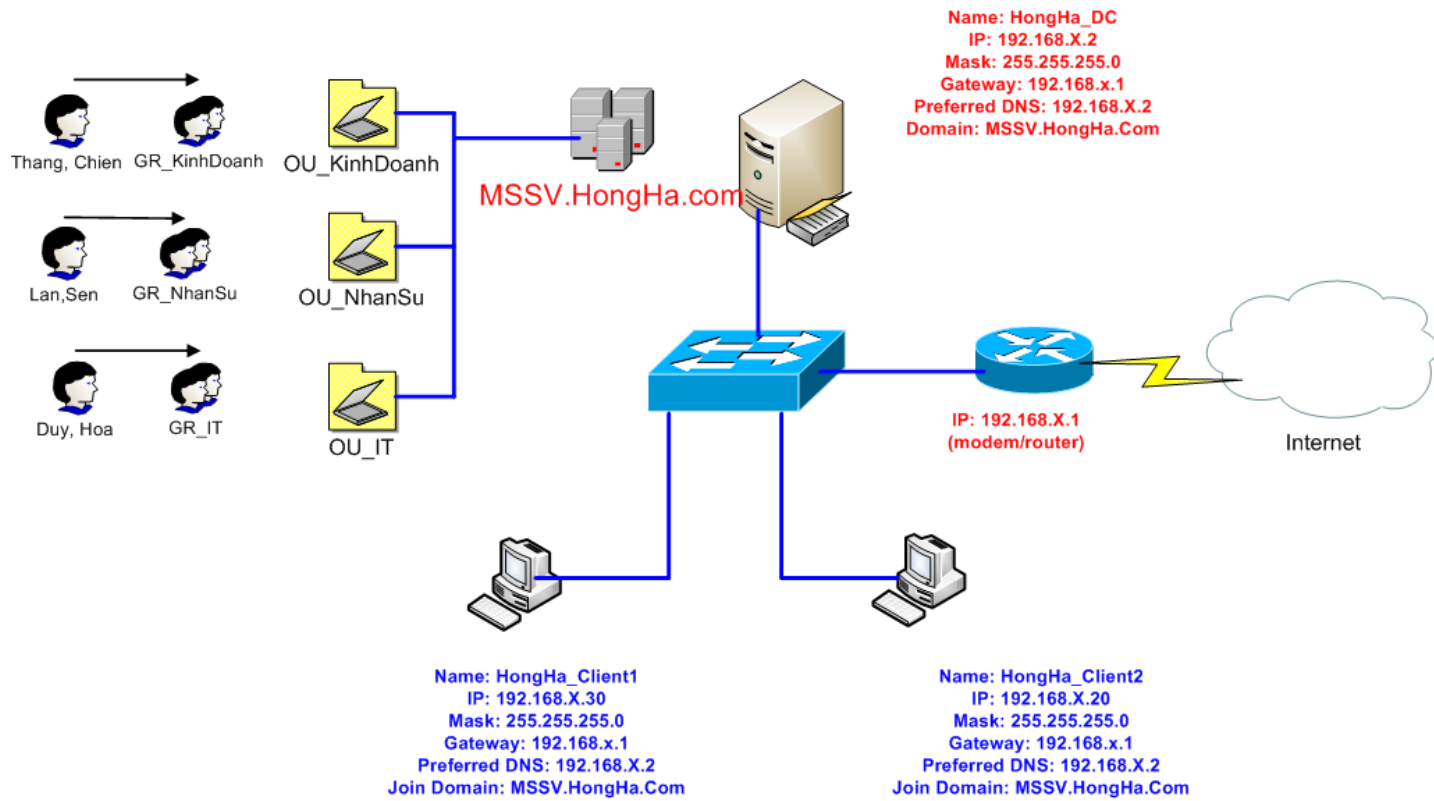 Name: HongHa_DC
IP: 192.168.X.2
Mask: 255.255.255.0
Gateway: 192.168.x.1
Preferred DNS: 192.168.X.2
Domain: MSSV.HongHa.Com
Thang, Chien
GR_KinhDoanh
OU_KinhDoanh
MSSV.HongHa.com
Lan,Sen
GR_NhanSu
OU_NhanSu
Duy, Hoa
GR_IT
OU_IT
IP: 192.168.X.1
(modem/router)
Internet
Name: HongHa_Client1
IP: 192.168.X.30
Mask: 255.255.255.0
Gateway: 192.168.x.1
Preferred DNS: 192.168.X.2
Join Domain: MSSV.HongHa.Com
Name: HongHa_Client2
IP: 192.168.X.20
Mask: 255.255.255.0
Gateway: 192.168.x.1
Preferred DNS: 192.168.X.2
Join Domain: MSSV.HongHa.Com